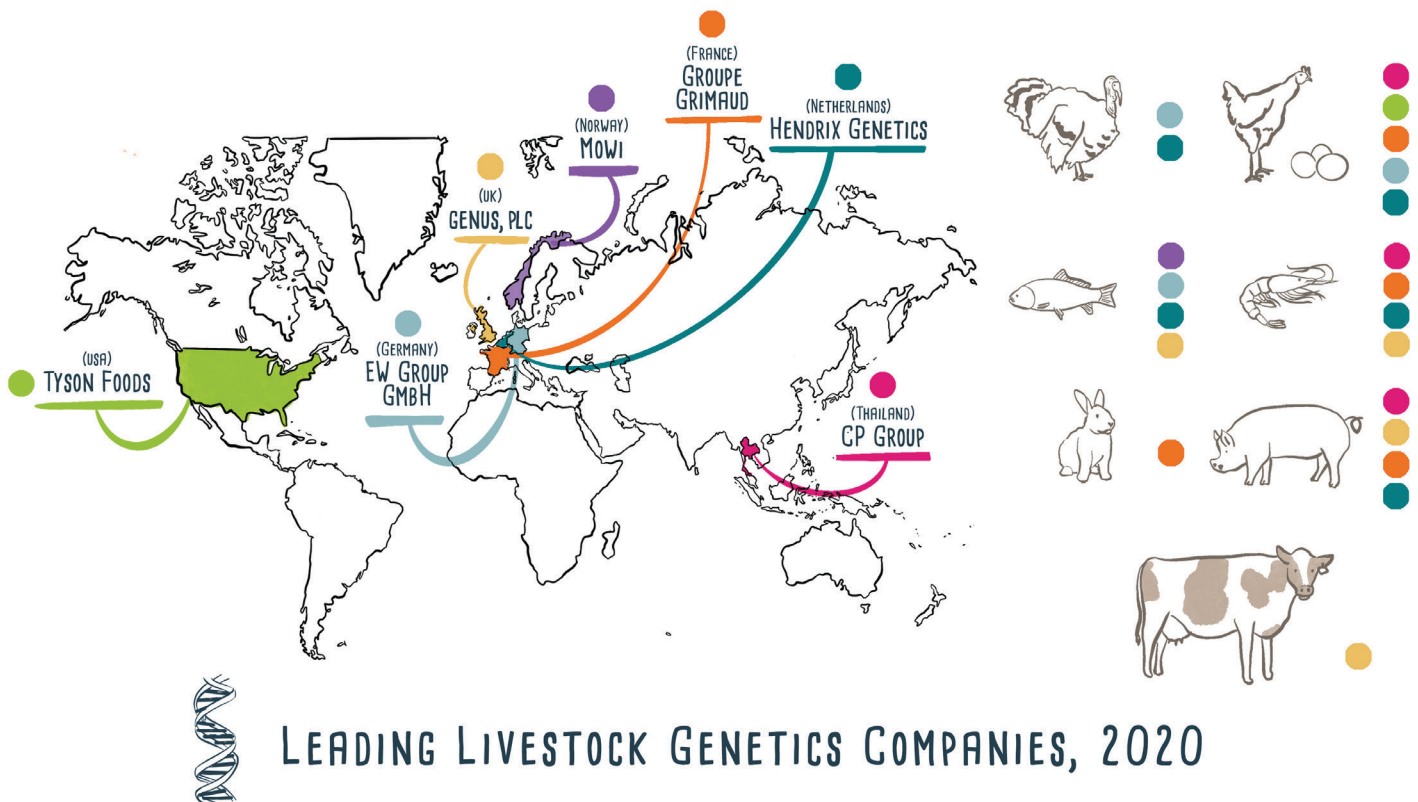 (FRANCE)
GROUPE
GRIMAUD
(NETHERLANDS)
HENDRIX GENETICS
(NORWAY)
MOWI
(UK)
GENUS, PLC
(USA)
TYSON FOODS
(GERMANY)
EW GROUP
GMBH
(THAILAND)
CP GROUP
LEADING LIVESTOCK GENETICS COMPANIES, 2020